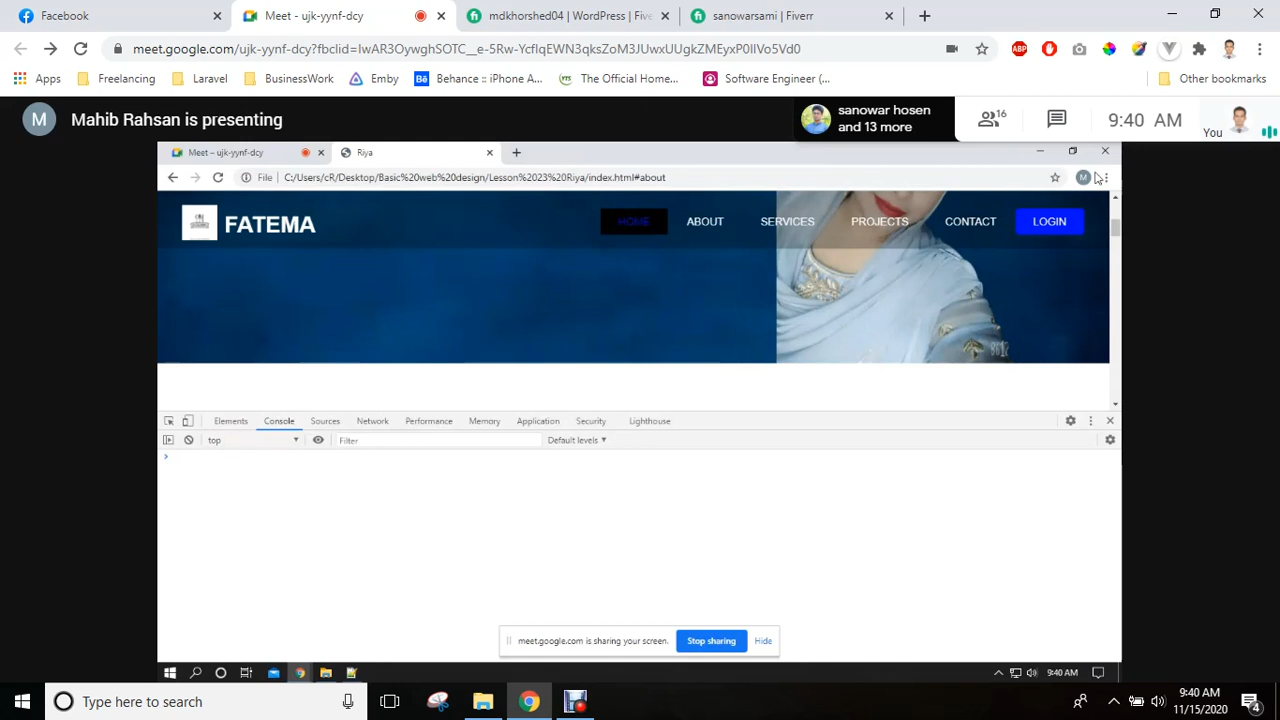 Facebook
Meet - ujk-yynf-dcy
mdkhorshed04 | WordPress | Five
sanowarsami | Fiverr
meet.google.com/ujk-yynf-dcy?fbclid=
Apps
Freelancing
Laravel
BusinessWork
Emby
Behance :: iPhone A...
The Official Home...
Software Engineer (...
Other bookmarks
M
Mahib Rahsan is presenting
sanowar hosen
and 13 more
16
9:40 AM
You
Meet – ujk-yynf-dcy
Riya
File
C:/Users/cR/Desktop/Basic%20web%20design/Lesson%2023%20Riya/index.html#about
M
FATEMA
HOME
ABOUT
SERVICES
PROJECTS
CONTACT
LOGIN
Elements
Console
Sources
Network
Performance
Memory
Application
Security
Lighthouse
top
Filter
Default levels
meet.google.com is sharing your screen.
Stop sharing
Hide
9:40 AM
Type here to search
9:40 AM
11/15/2020
4